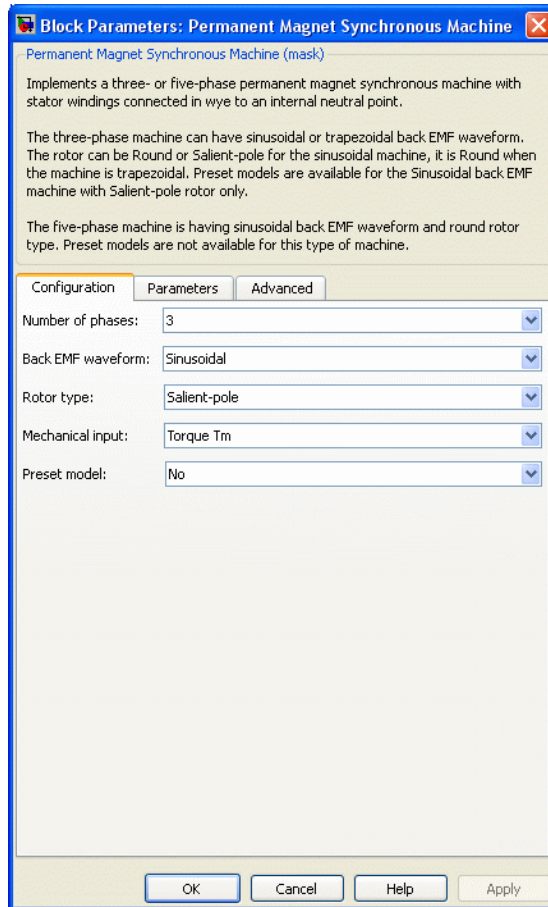 Block Parameters: Permanent Magnet Synchronous Machine
Permanent Magnet Synchronous Machine (mask)
Implements a three- or five-phase permanent magnet synchronous machine with
stator windings connected in wye to an internal neutral point.
The three-phase machine can have sinusoidal or trapezoidal back EMF waveform.
The rotor can be Round or Salient-pole for the sinusoidal machine, it is Round when
the machine is trapezoidal. Preset models are available for the Sinusoidal back EMF
machine with Salient-pole rotor only.
The five-phase machine is having sinusoidal back EMF waveform and round rotor
type. Preset models are not available for this type of machine.
Configuration Parameters Advanced
Number of phases: 3
Back EMF waveform: Sinusoidal
Rotor type: Salient-pole
Mechanical input: Torque Tm
Preset model: No
OK Cancel Help Apply